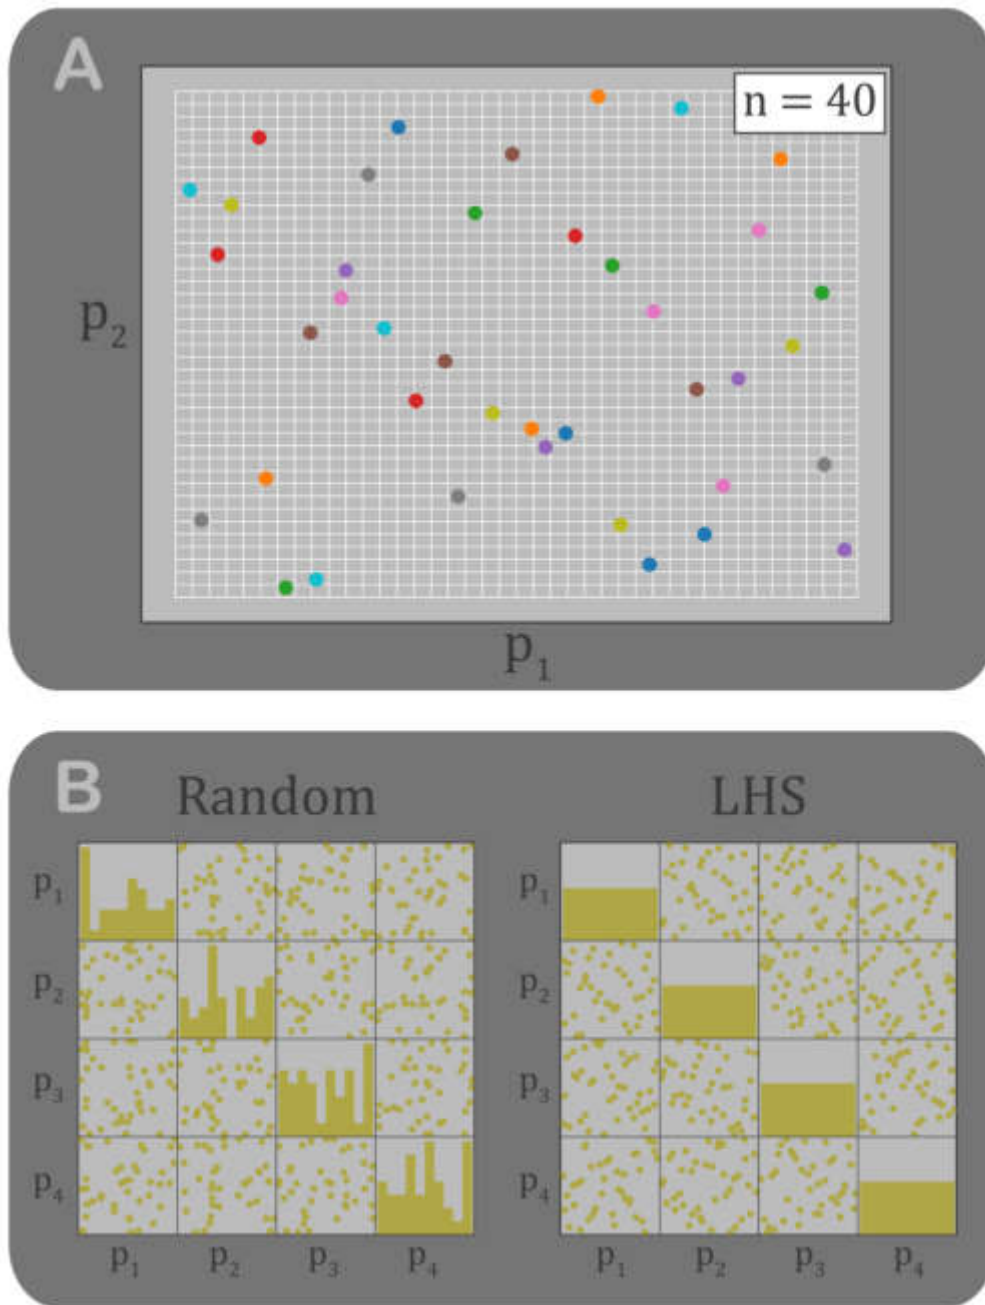 A
n = 40
p₂
p₁
B
Random
LHS
p₁
p₂
p₃
p₄
p₁ p₂ p₃ p₄
p₁
p₂
p₃
p₄
p₁ p₂ p₃ p₄